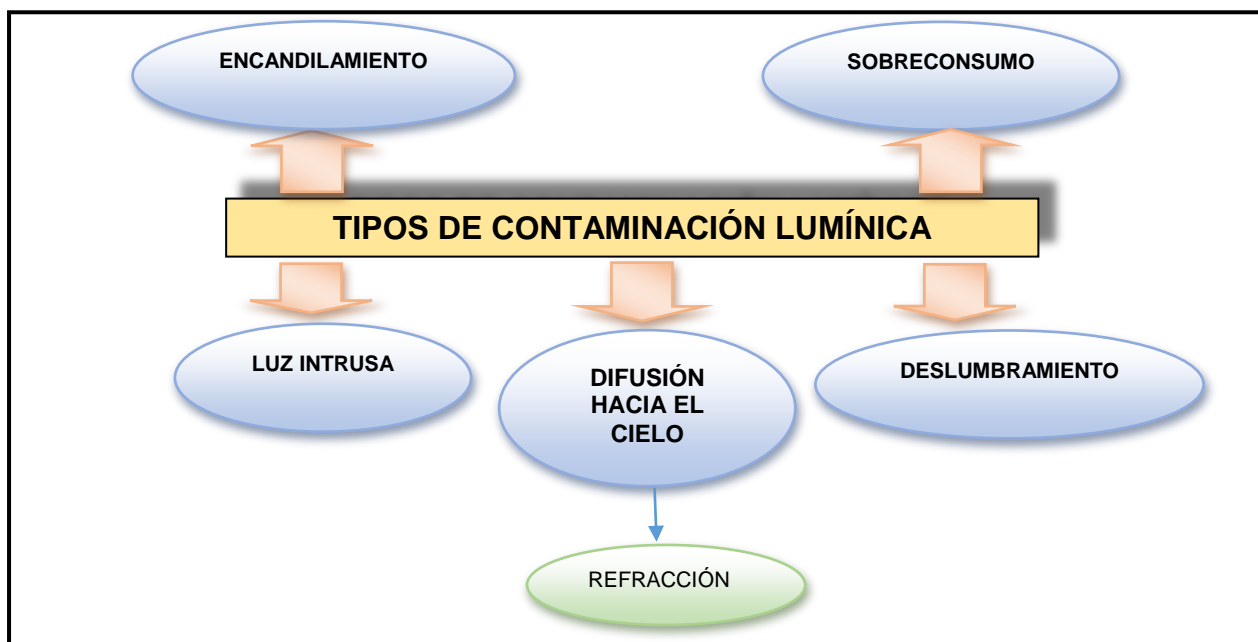 ENCANDILAMIENTO
SOBRECONSUMO
TIPOS DE CONTAMINACIÓN LUMÍNICA
LUZ INTRUSA
DIFUSIÓN
HACIA EL
CIELO
DESLUMBRAMIENTO
REFRACCIÓN